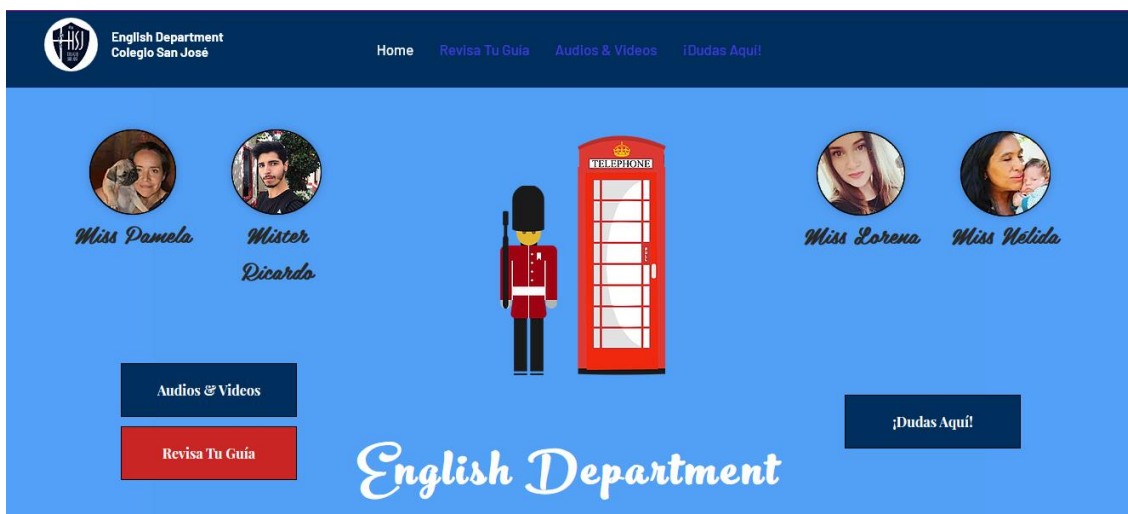 HSJ
English Department
Colegio San José
Home Revisa Tu Guía Audios & Videos ¡Dudas Aquí!
TELEPHONE
Miss Pamela
Mister
Ricardo
Miss Lorena
Miss Nélida
Audios & Videos
Revisa Tu Guía
¡Dudas Aquí!
English Department